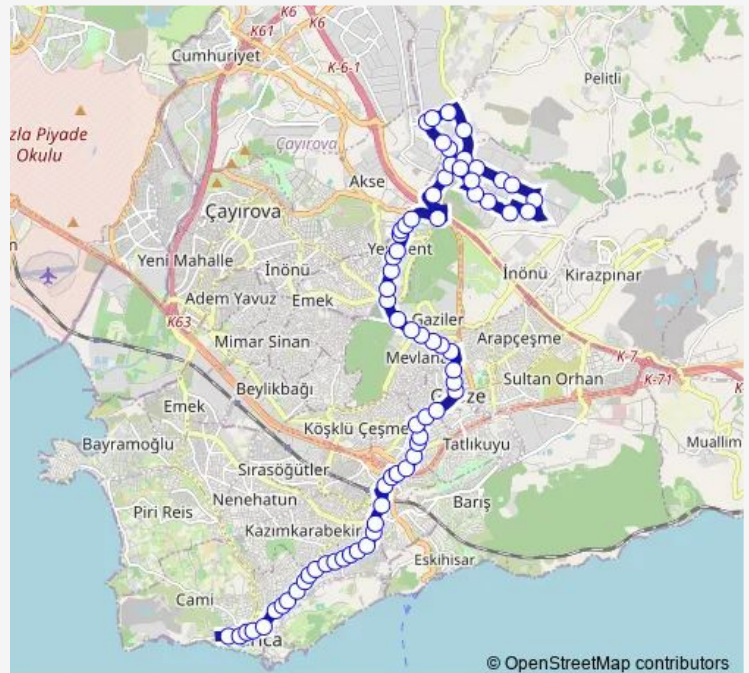 K6
K6
K61
Cumhuriyet
K-6-1
Pelitli
zla Piyade
Okulu
Çayırova
Akse
Çayırova
n
Yeni Mahalle
İnönü
İnönü
Kirazpınar
Adem Yavuz
Emek
K63
Gaziler
Arapçeşme
Mimar Sinan
K-7
K-71
Sultan Orhan
Beylikbağı
K-
Emek
Köşklü Çeşme
Bayramoğlu
Tatlıkuyu
Muallim
Sırasöğütler
Nenehatun
Barış
Piri Reis
Kazımkarabekir
Eskihisar
Cami
© OpenStreetMap contributors